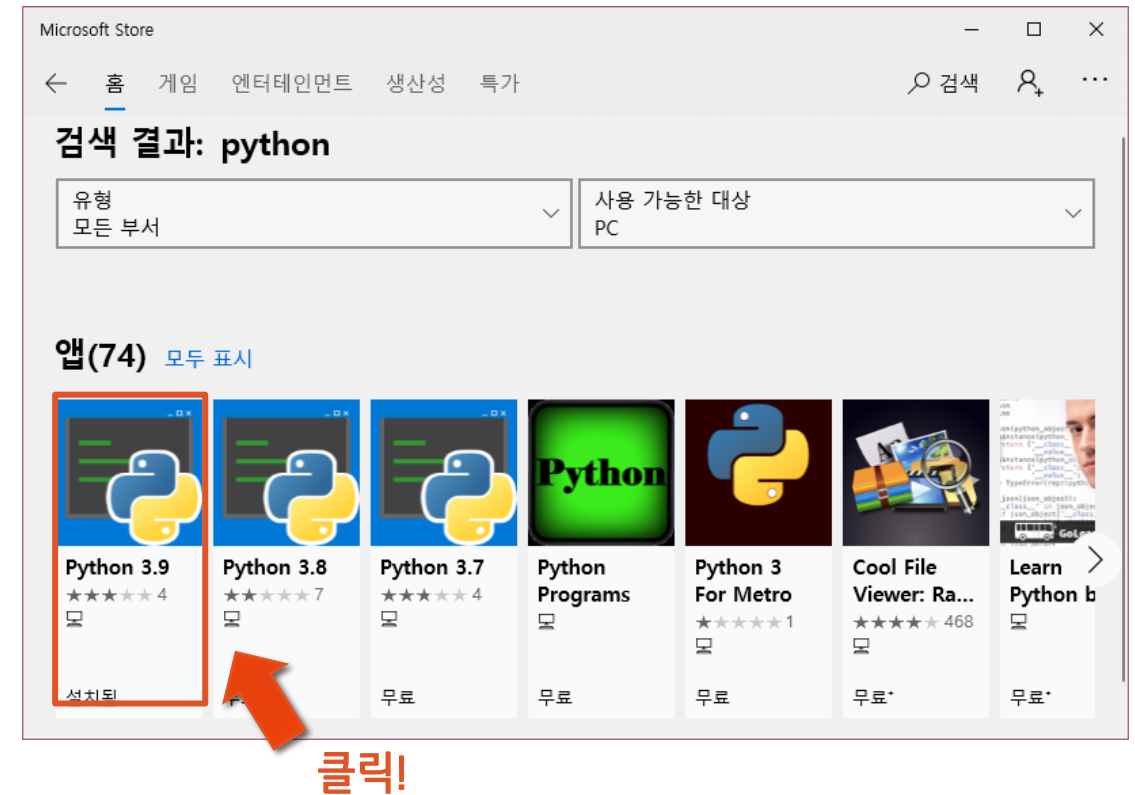 Microsoft Store
홈 게임 엔터테인먼트 생산성 특가 검색
검색 결과: python
유형
모든 부서
사용 가능한 대상
PC
앱(74) 모두 표시
Python
Python 3.9
4
설치됨
Python 3.8
7
Python 3.7
4
무료
Python
Programs
무료
Python 3
For Metro
1
무료
Cool File
Viewer: Ra...
468
무료+
Learn
Python b
무료+
클릭!